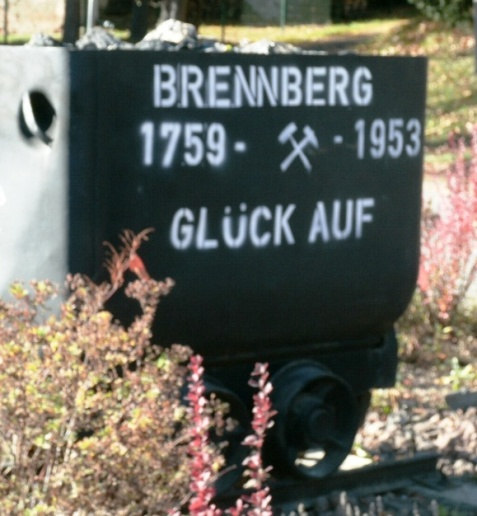 BRENNBERG
1759 - ⚒ - 1953
GLÜCK AUF